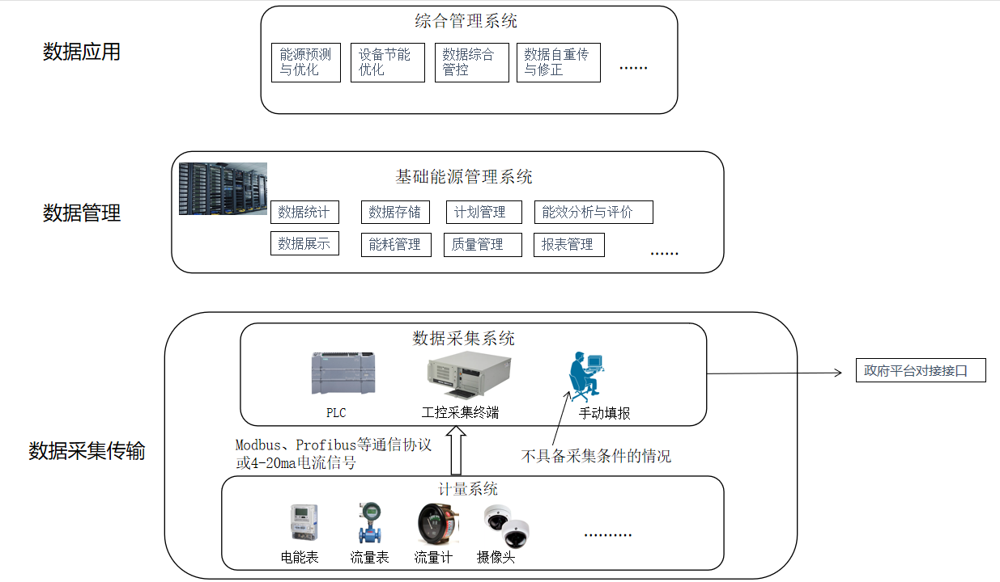 数据应用
综合管理系统
能源预测
与优化
设备节能
优化
数据综合
管控
数据自重传
与修正
......
数据管理
基础能源管理系统
数据统计
数据存储
计划管理
能效分析与评价
数据展示
能耗管理
质量管理
报表管理
......
数据采集传输
数据采集系统
PLC
工控采集终端
手动填报
政府平台对接接口
Modbus、Profibus等通信协议
或4-20ma电流信号
不具备采集条件的情况
计量系统
电能表
流量表
流量计
摄像头
..........